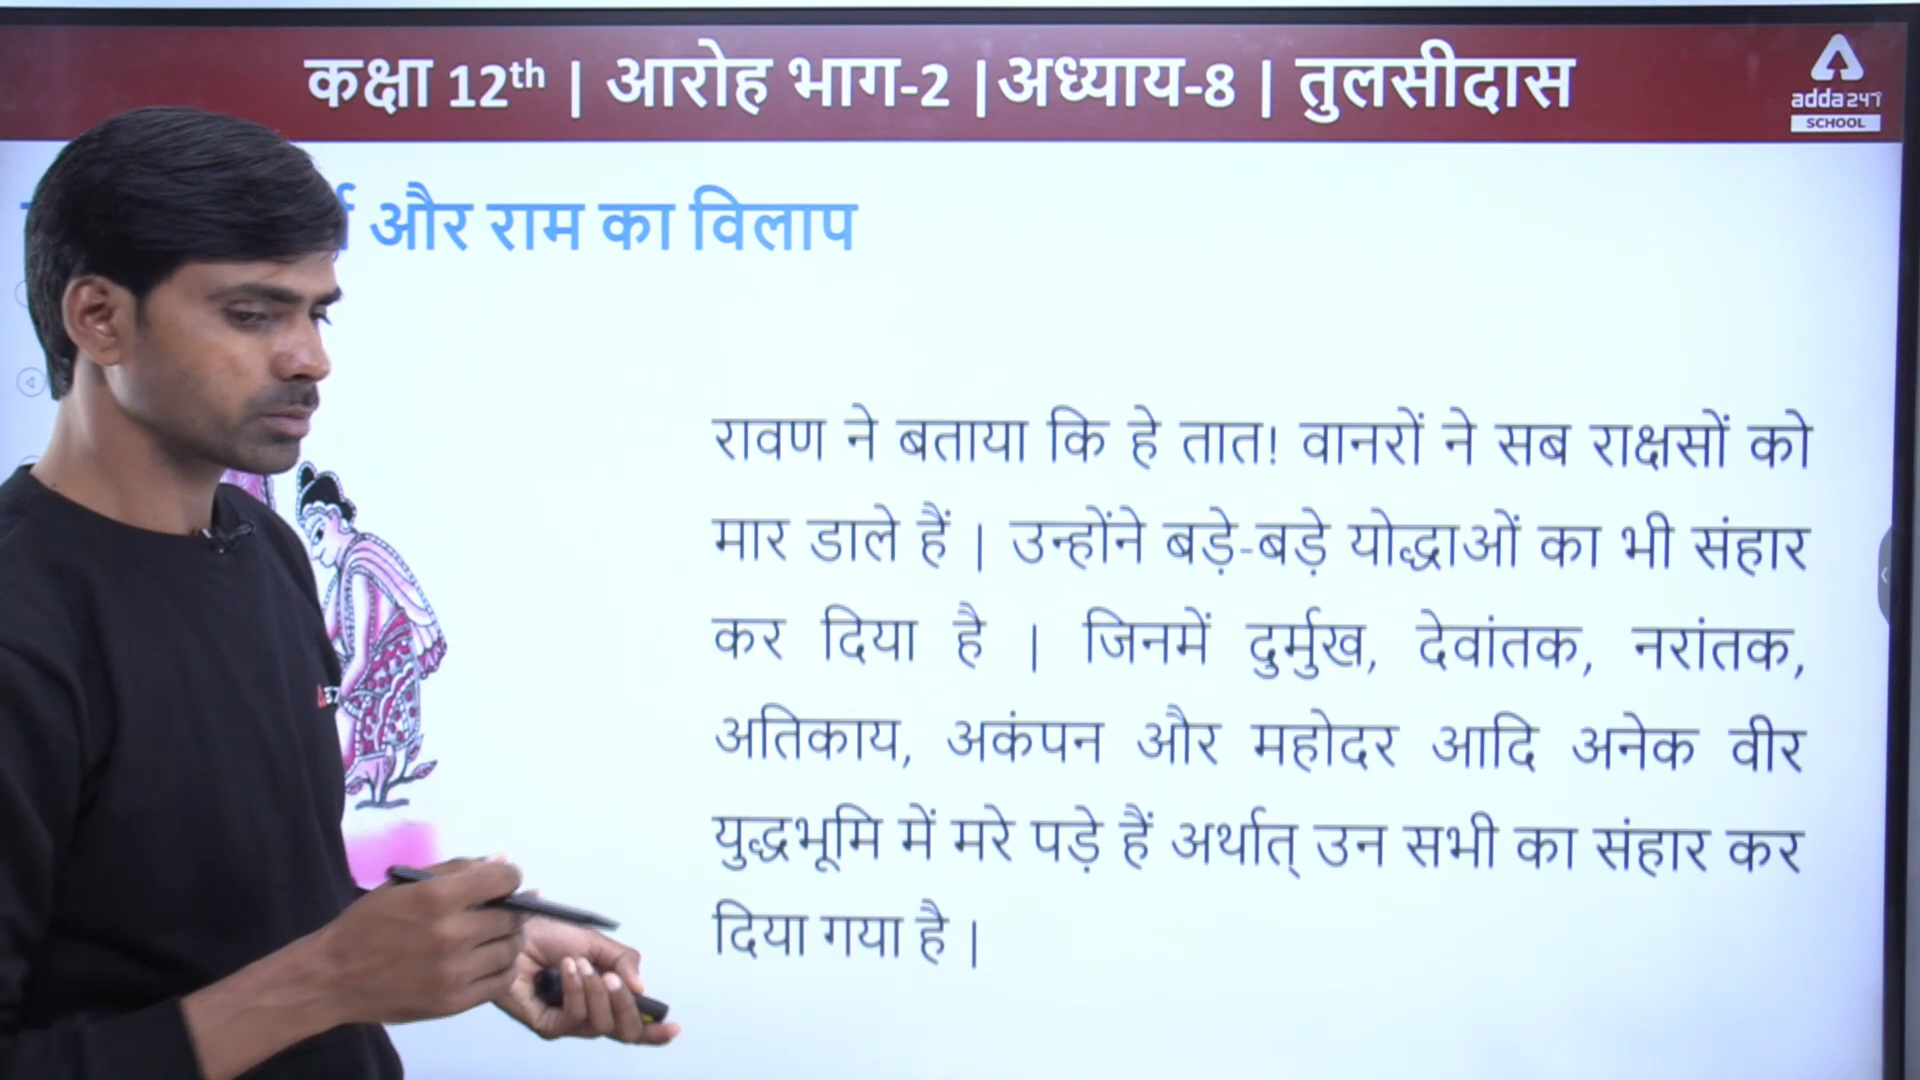 कक्षा 12th | आरोह भाग-2 |अध्याय-8 | तुलसीदास
adda247
SCHOOL
और राम का विलाप
रावण ने बताया कि हे तात! वानरों ने सब राक्षसों को
मार डाले हैं | उन्होंने बड़े-बड़े योद्धाओं का भी संहार
कर दिया है | जिनमें दुर्मुख, देवांतक, नरांतक,
अतिकाय, अकंपन और महोदर आदि अनेक वीर
युद्धभूमि में मरे पड़े हैं अर्थात् उन सभी का संहार कर
दिया गया है |